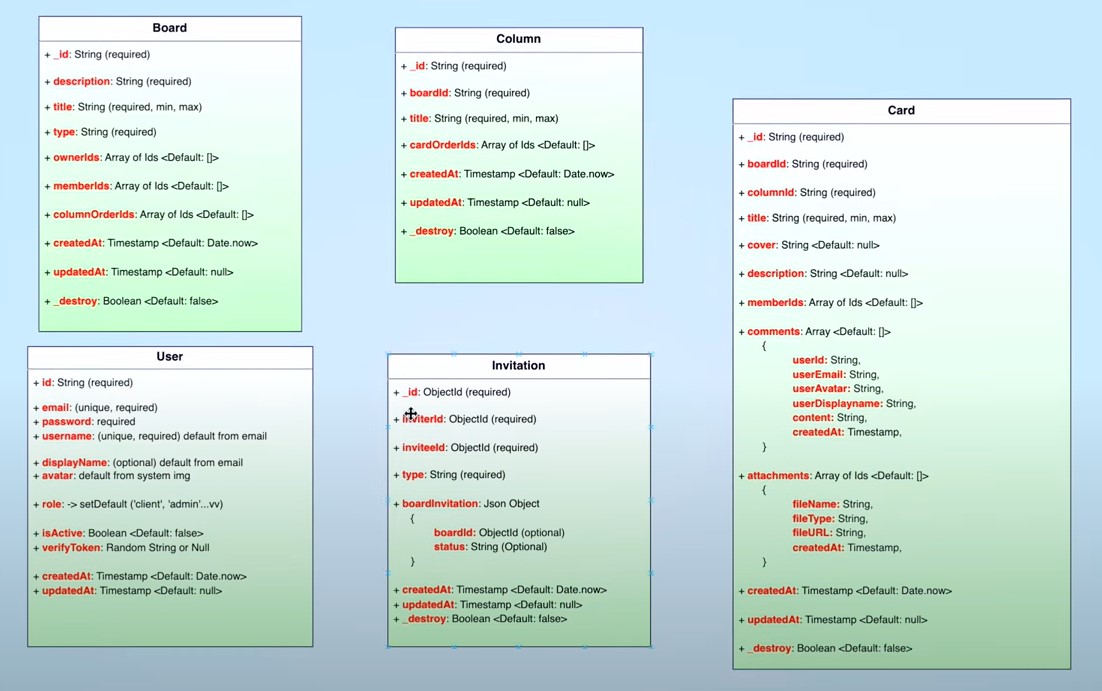 Board
+ _id: String (required)
+ description: String (required)
+ title: String (required, min, max)
+ type: String (required)
+ ownerIds: Array of Ids <Default: []>
+ memberIds: Array of Ids <Default: []>
+ columnOrderIds: Array of Ids <Default: []>
+ createdAt: Timestamp <Default: Date.now>
+ updatedAt: Timestamp <Default: null>
+ _destroy: Boolean <Default: false>
User
+ id: String (required)
+ email: (unique, required)
+ password: required
+ username: (unique, required) default from email
+ displayName: (optional) default from email
+ avatar: default from system img
+ role: -> setDefault ('client', 'admin'...vv)
+ isActive: Boolean <Default: false>
+ verifyToken: Random String or Null
+ createdAt: Timestamp <Default: Date.now>
+ updatedAt: Timestamp <Default: null>
Column
+ _id: String (required)
+ boardId: String (required)
+ title: String (required, min, max)
+ cardOrderIds: Array of Ids <Default: []>
+ createdAt: Timestamp <Default: Date.now>
+ updatedAt: Timestamp <Default: null>
+ _destroy: Boolean <Default: false>
Invitation
+ _id: ObjectId (required)
+ inviterId: ObjectId (required)
+ inviteeId: ObjectId (required)
+ type: String (required)
+ boardInvitation: Json Object
{
boardId: ObjectId (optional)
status: String (Optional)
}
+ createdAt: Timestamp <Default: Date.now>
+ updatedAt: Timestamp <Default: null>
+ _destroy: Boolean <Default: false>
Card
+ _id: String (required)
+ boardId: String (required)
+ columnId: String (required)
+ title: String (required, min, max)
+ cover: String <Default: null>
+ description: String <Default: null>
+ memberIds: Array of Ids <Default: []>
+ comments: Array <Default: []>
{
userId: String,
userEmail: String,
userAvatar: String,
userDisplayname: String,
content: String,
createdAt: Timestamp,
}
+ attachments: Array of Ids <Default: []>
{
fileName: String,
fileType: String,
fileURL: String,
createdAt: Timestamp,
}
+ createdAt: Timestamp <Default: Date.now>
+ updatedAt: Timestamp <Default: null>
+ _destroy: Boolean <Default: false>